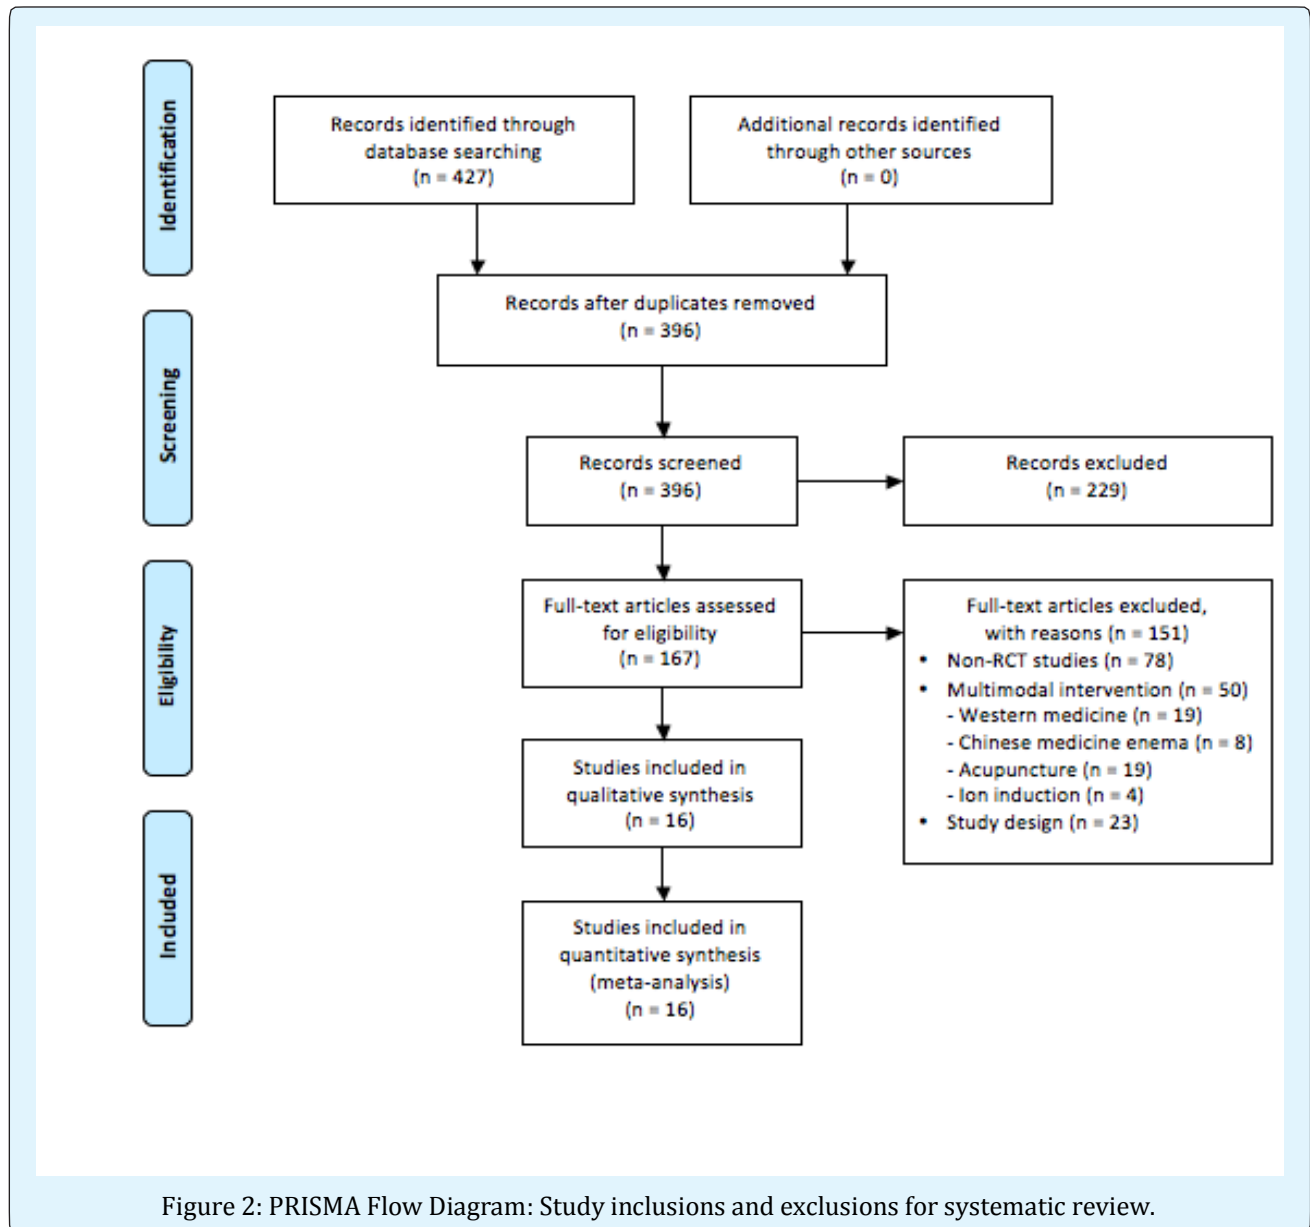 Identification
Records identified through
database searching
(n = 427)
Additional records identified
through other sources
(n = 0)
Records after duplicates removed
(n = 396)
Screening
Records screened
(n = 396)
Records excluded
(n = 229)
Eligibility
Full-text articles assessed
for eligibility
(n = 167)
Full-text articles excluded,
with reasons (n = 151)
• Non-RCT studies (n = 78)
• Multimodal intervention (n = 50)
- Western medicine (n = 19)
- Chinese medicine enema (n = 8)
- Acupuncture (n = 19)
- Ion induction (n = 4)
• Study design (n = 23)
Studies included in
qualitative synthesis
(n = 16)
Included
Studies included in
quantitative synthesis
(meta-analysis)
(n = 16)
Figure 2: PRISMA Flow Diagram: Study inclusions and exclusions for systematic review.